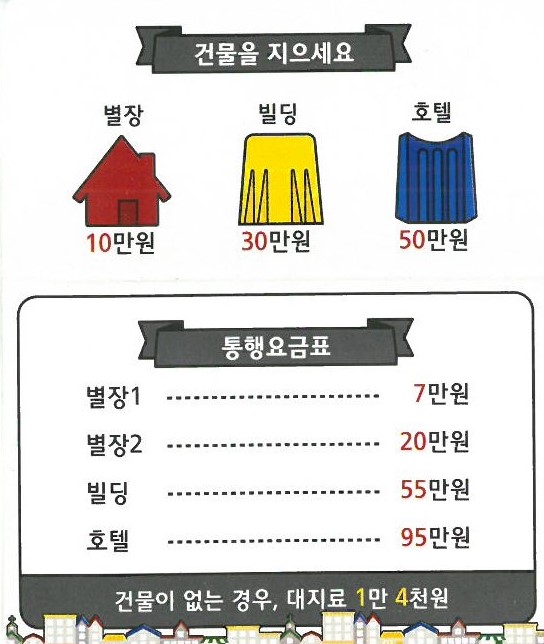 건물을 지으세요
별장 빌딩 호텔
10만원 30만원 50만원
통행요금표
별장1 7만원
별장2 20만원
빌딩 55만원
호텔 95만원
건물이 없는 경우, 대지료 1만 4천원